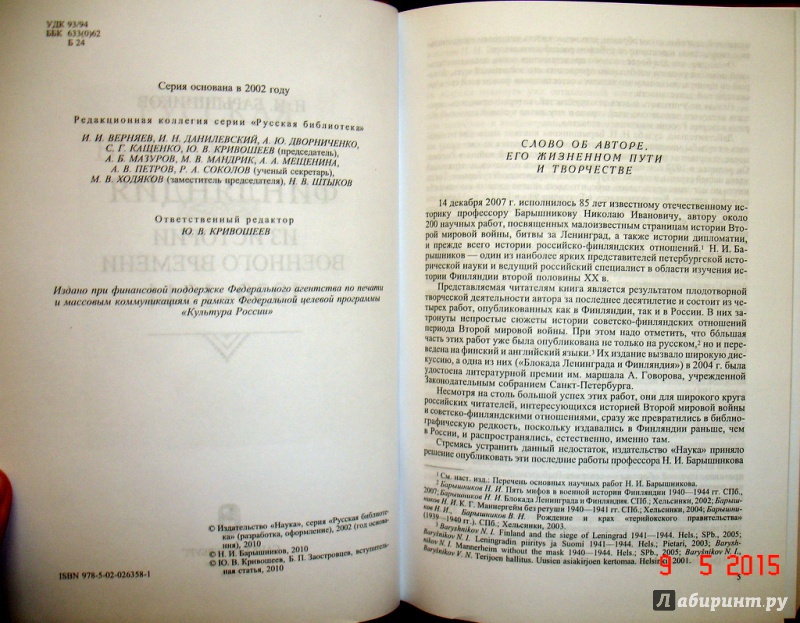 УДК 93/94
ББК 633(0)62
Б 24
Серия основана в 2002 году
Редакционная коллегия серии «Русская библиотека»
И. И. ВЕРНЯЕВ, И. Н. ДАНИЛЕВСКИЙ, А. Ю. ДВОРНИЧЕНКО,
С. Г. КАЩЕНКО, Ю. В. КРИВОШЕЕВ (председатель),
А. Б. МАЗУРОВ, М. В. МАНДРИК, А. А. МЕЩЕНИНА,
А. В. ПЕТРОВ, Р. А. СОКОЛОВ (ученый секретарь),
М. В. ХОДЯКОВ (заместитель председателя), Н. В. ШТЫКОВ
Ответственный редактор
Ю. В. КРИВОШЕЕВ
Издано при финансовой поддержке Федерального агентства по печати
и массовым коммуникациям в рамках Федеральной целевой программы
«Культура России»
© Издательство «Наука», серия «Русская библиоте-
ка» (разработка, оформление), 2002 (год основа-
ния), 2010
© Н. И. Барышников, 2010
© Ю. В. Кривошеев, Б. П. Заостровцев, вступитель-
ная статья, 2010
ISBN 978-5-02-026358-1
СЛОВО ОБ АВТОРЕ,
ЕГО ЖИЗНЕННОМ ПУТИ
И ТВОРЧЕСТВЕ
14 декабря 2007 г. исполнилось 85 лет известному отечественному ис-
торику профессору Барышникову Николаю Ивановичу, автору около
200 научных работ, посвященных малоизвестным страницам истории Вто-
рой мировой войны, битвы за Ленинград, а также истории дипломатии,
и прежде всего истории российско-финляндских отношений.¹ Н. И. Ба-
рышников — один из наиболее ярких представителей петербургской исто-
рической науки и ведущий российский специалист в области изучения ис-
тории Финляндии второй половины XX в.
Представляемая читателям книга является результатом плодотворной
творческой деятельности автора за последнее десятилетие и состоит из че-
тырех работ, опубликованных как в Финляндии, так и в России. В них за-
тронуты непростые сюжеты истории советско-финляндских отношений
периода Второй мировой войны. При этом надо отметить, что бо́льшая
часть этих работ уже была опубликована не только на русском,² но и пере-
ведена на финский и английский языки.³ Их издание вызвало широкую дис-
куссию, а одна из них («Блокада Ленинграда и Финляндия») в 2004 г. была
удостоена литературной премии им. маршала А. Говорова, учрежденной
Законодательным собранием Санкт-Петербурга.
Несмотря на столь большой успех этих работ, они для широкого круга
российских читателей, интересующихся историей Второй мировой войны
и советско-финляндскими отношениями, сразу же превратились в библио-
графическую редкость, поскольку издавались в Финляндии раньше, чем
в России, и распространялись, естественно, именно там.
Стремясь устранить данный недостаток, издательство «Наука» приняло
решение опубликовать эти последние работы профессора Н. И. Барышникова
¹ См. наст. изд.: Перечень основных научных работ Н. И. Барышникова.
² Барышников Н. И. Пять мифов в военной истории Финляндии 1940—1944 гг. СПб.,
2007; Барышников Н. И. Блокада Ленинграда и Финляндия. СПб.; Хельсинки, 2002; Барышни-
ков Н. И. К. Г. Маннергейм без ретуши 1940—1941 гг. СПб.; Хельсинки, 2004; Барышни-
ков Н. И., Барышников В. Н. Рождение и крах «терийокского правительства»
(1939—1940 гг.). СПб.; Хельсинки, 2003.
³ Baryshnikov N. I. Finland and the siege of Leningrad 1941—1944. Hels.; SPb., 2005;
Baryšnikov N. I. Leningradin piiritys ja Suomi 1941—1944. Hels.; Pietari, 2003; Barysh-
nikov N. I. Mannerheim without the mask 1940—1944. Hels.; SPb., 2005; Baryšnikov N. I.,
Baryšnikov V. N. Terijoen hallitus. Uusien asiakirjoen kertomaa. Helsinki, 2001.
5
9 5 2015
Лабиринт.ру